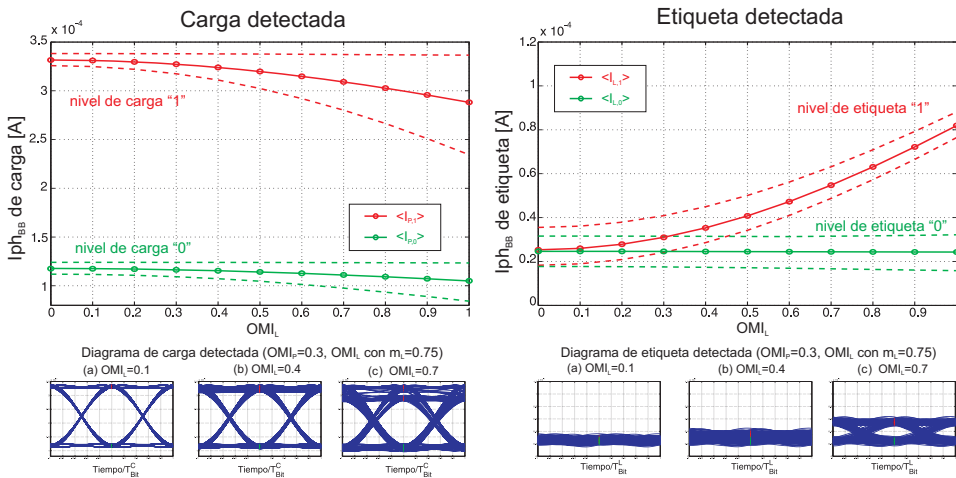 Carga detectada
x 10⁻⁴
3.5
3
2.5
2
1.5
1
0 0.1 0.2 0.3 0.4 0.5 0.6 0.7 0.8 0.9 1
Iph_BB de carga [A]
OMI_L
nivel de carga “1”
nivel de carga “0”
<I_P,1>
<I_P,0>
Etiqueta detectada
x 10⁻⁴
1.2
1
0.8
0.6
0.4
0.2
0
0 0.1 0.2 0.3 0.4 0.5 0.6 0.7 0.8 0.9
Iph_BB de etiqueta [A]
OMI_L
<I_L,1>
<I_L,0>
nivel de etiqueta “1”
nivel de etiqueta “0”
Diagrama de carga detectada (OMI_P=0.3, OMI_L con m_L=0.75)
(a) OMI_L=0.1 (b) OMI_L=0.4 (c) OMI_L=0.7
Tiempo/T_Bit^C Tiempo/T_Bit^C Tiempo/T_Bit^C
Diagrama de etiqueta detectada (OMI_P=0.3, OMI_L con m_L=0.75)
(a) OMI_L=0.1 (b) OMI_L=0.4 (c) OMI_L=0.7
Tiempo/T_Bit^L Tiempo/T_Bit^L Tiempo/T_Bit^L